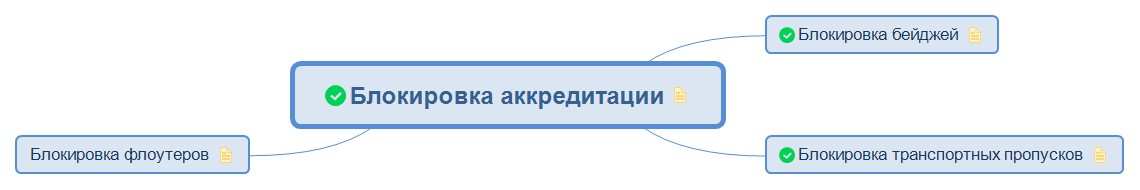 Блокировка бейджей
Блокировка аккредитации
Блокировка флоутеров
Блокировка транспортных пропусков